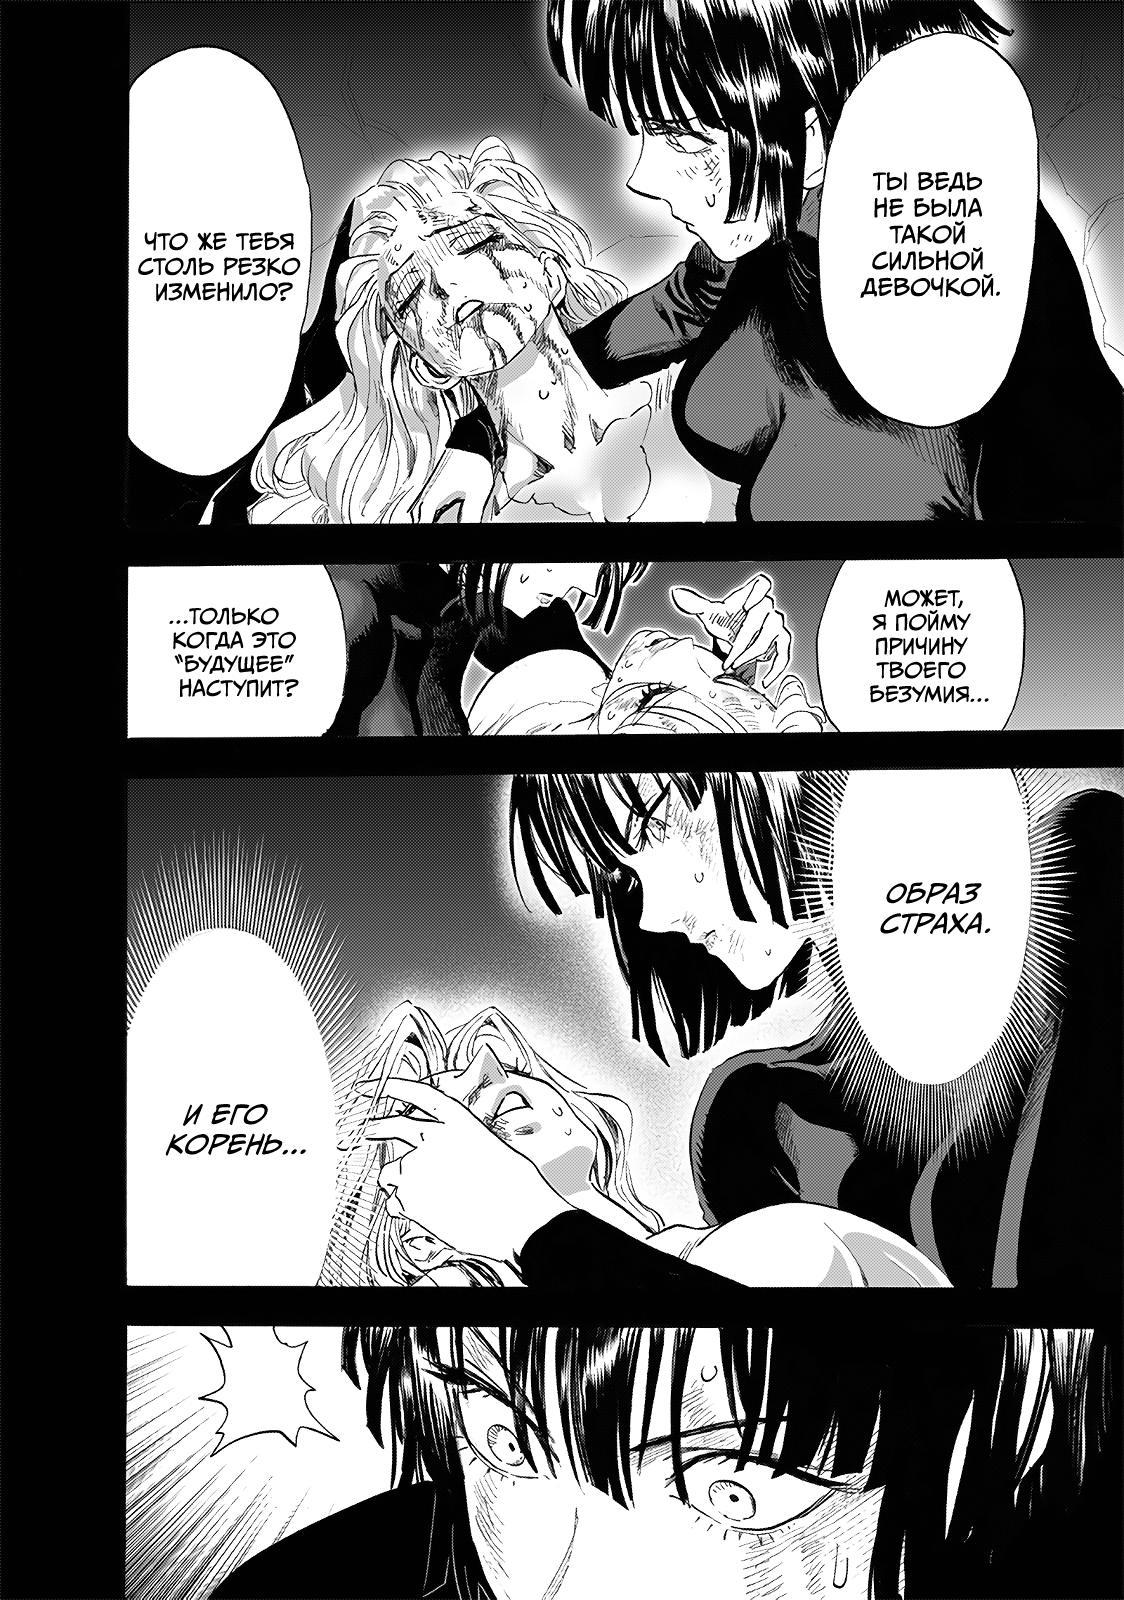 ТЫ ВЕДЬ
НЕ БЫЛА
ТАКОЙ
СИЛЬНОЙ
ДЕВОЧКОЙ.
ЧТО ЖЕ ТЕБЯ
СТОЛЬ РЕЗКО
ИЗМЕНИЛО?
МОЖЕТ,
Я ПОЙМУ
ПРИЧИНУ
ТВОЕГО
БЕЗУМИЯ...
...ТОЛЬКО
КОГДА ЭТО
"БУДУЩЕЕ"
НАСТУПИТ?
ОБРАЗ
СТРАХА.
И ЕГО
КОРЕНЬ...